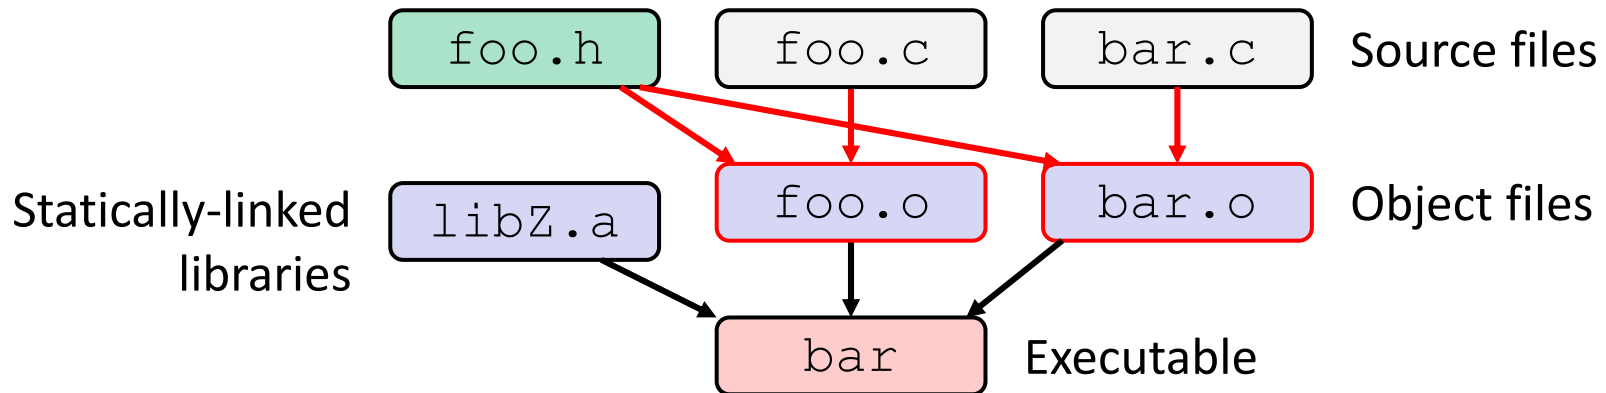 foo.h
foo.c
bar.c
Source files
Statically-linked
libraries
libZ.a
foo.o
bar.o
Object files
bar
Executable